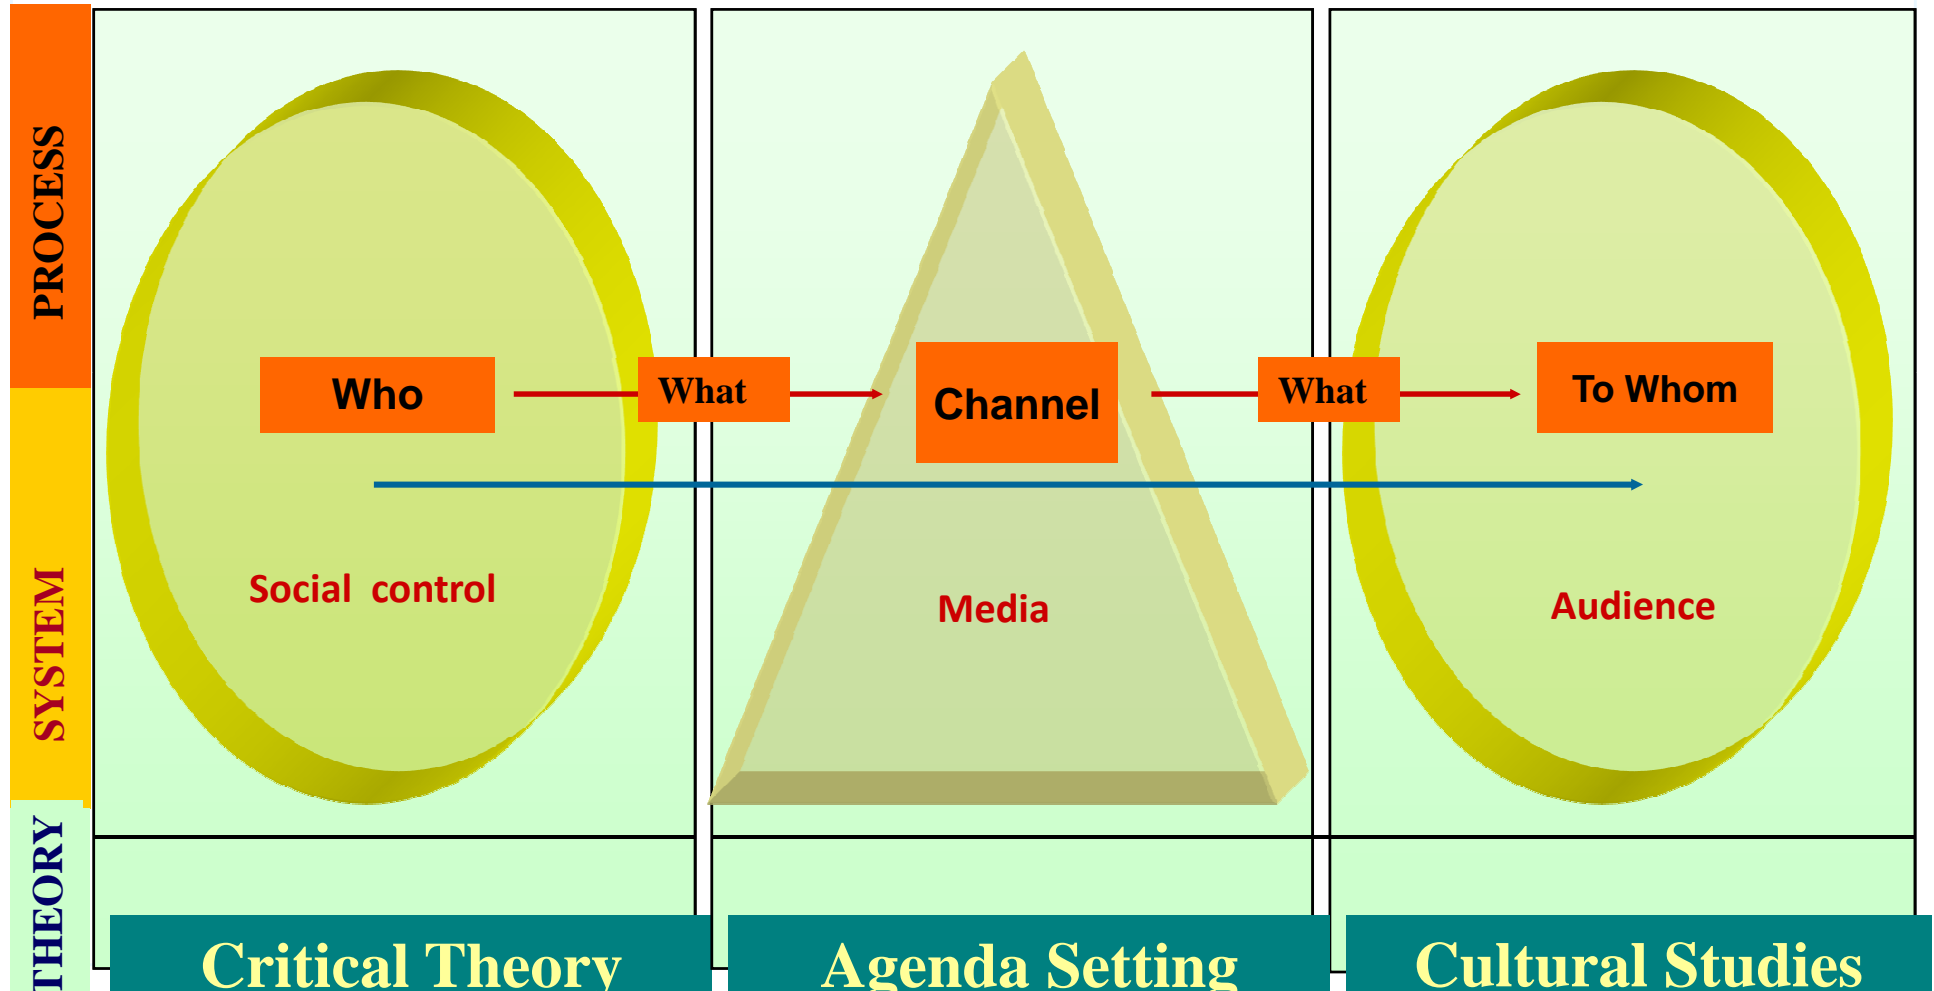 PROCESS
Who
What
Channel
What
To Whom
SYSTEM
Social control
Media
Audience
THEORY
Critical Theory
Agenda Setting
Cultural Studies